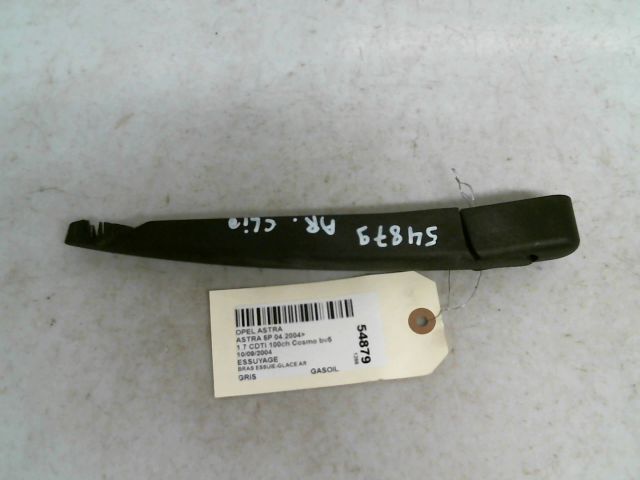 54879
AR. Clio
OPEL ASTRA
ASTRA 5P 04.2004>
1.7 CDTI 100ch Cosmo bv5
10/09/2004
ESSUYAGE
BRAS ESSUIE-GLACE AR
GRIS GASOIL
54879